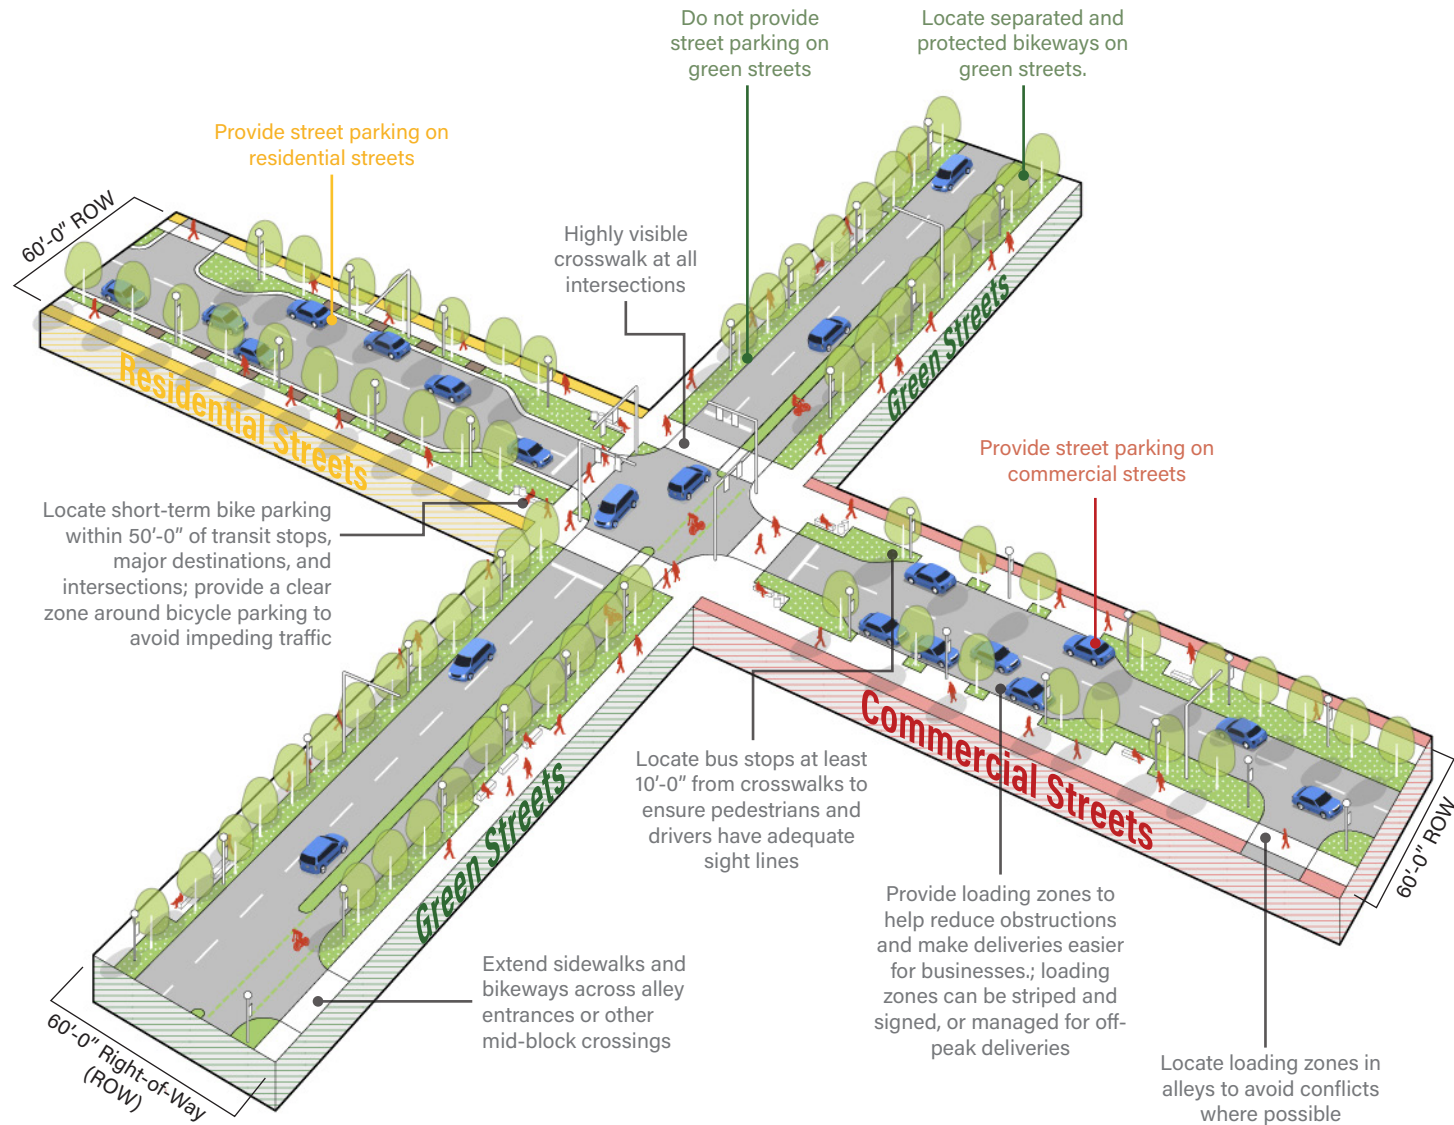 Do not provide
street parking on
green streets
Locate separated and
protected bikeways on
green streets.
Provide street parking on
residential streets
60'-0" ROW
Highly visible
crosswalk at all
intersections
Green Streets
Residential Streets
Provide street parking on
commercial streets
Locate short-term bike parking
within 50'-0" of transit stops,
major destinations, and
intersections; provide a clear
zone around bicycle parking to
avoid impeding traffic
Commercial Streets
Locate bus stops at least
10'-0" from crosswalks to
ensure pedestrians and
drivers have adequate
sight lines
Green Streets
60'-0" ROW
Provide loading zones to
help reduce obstructions
and make deliveries easier
for businesses.; loading
zones can be striped and
signed, or managed for off-
peak deliveries
Extend sidewalks and
bikeways across alley
entrances or other
mid-block crossings
60'-0" Right-of-Way
(ROW)
Locate loading zones in
alleys to avoid conflicts
where possible